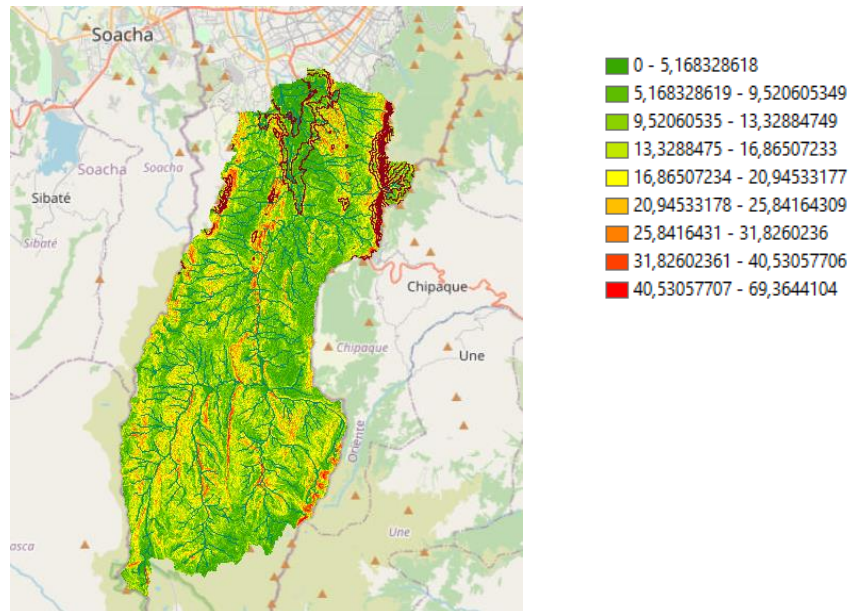 Soacha
Soacha
Soacha
Sibaté
Sibaté
Chipaque
Chipaque
Une
Oriente
Une
asca
0 - 5,168328618
5,168328619 - 9,520605349
9,52060535 - 13,32884749
13,3288475 - 16,86507233
16,86507234 - 20,94533177
20,94533178 - 25,84164309
25,8416431 - 31,8260236
31,82602361 - 40,53057706
40,53057707 - 69,3644104